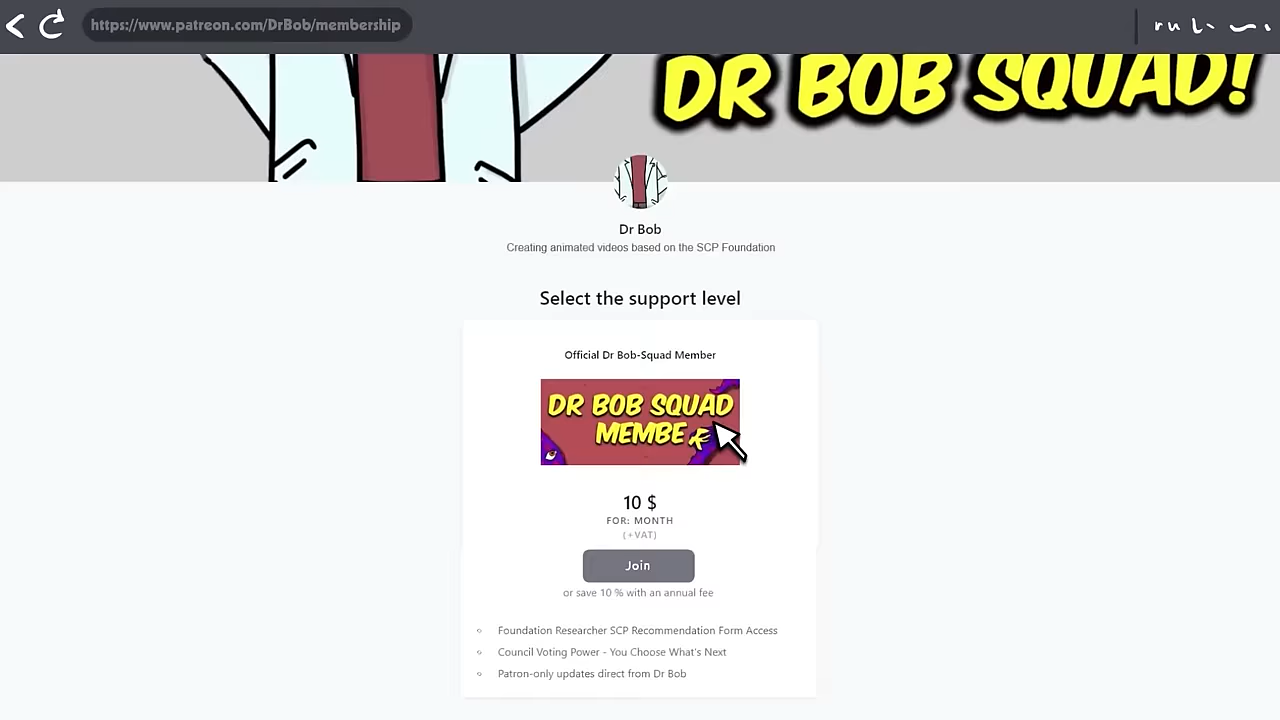 https://www.patreon.com/DrBob/membership
DR BOB SQUAD!
Dr Bob
Creating animated videos based on the SCP Foundation
Select the support level
Official Dr Bob-Squad Member
DR BOB SQUAD
MEMBER
10 $
FOR: MONTH
(+VAT)
Join
or save 10 % with an annual fee
Foundation Researcher SCP Recommendation Form Access
Council Voting Power - You Choose What's Next
Patron-only updates direct from Dr Bob